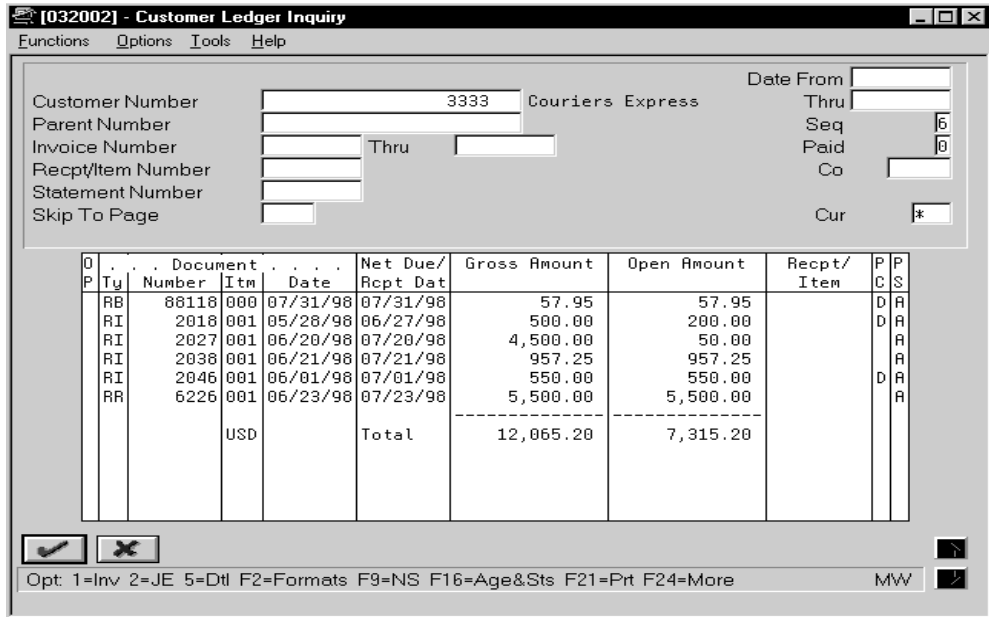 [032002] - Customer Ledger Inquiry
Functions Options Tools Help
Date From
Customer Number 3333 Couriers Express Thru
Parent Number Seq 6
Invoice Number Thru Paid 0
Recpt/Item Number Co
Statement Number
Skip To Page Cur *
O . . . Document . . . . Net Due/ Gross Amount Open Amount Recpt/ P P
P Ty Number Itm Date Rcpt Dat Item C S
RB 88118 000 07/31/98 07/31/98 57.95 57.95 D A
RI 2018 001 05/28/98 06/27/98 500.00 200.00 D A
RI 2027 001 06/20/98 07/20/98 4,500.00 50.00 A
RI 2038 001 06/21/98 07/21/98 957.25 957.25 A
RI 2046 001 06/01/98 07/01/98 550.00 550.00 D A
RR 6226 001 06/23/98 07/23/98 5,500.00 5,500.00 A
--------------- ---------------
USD Total 12,065.20 7,315.20
Opt: 1=Inv 2=JE 5=Dtl F2=Formats F9=NS F16=Age&Sts F21=Prt F24=More MW